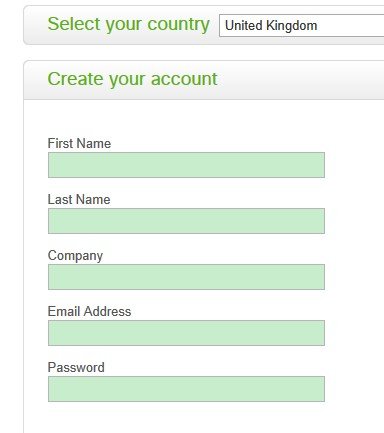 Select your country United Kingdom
Create your account
First Name
Last Name
Company
Email Address
Password